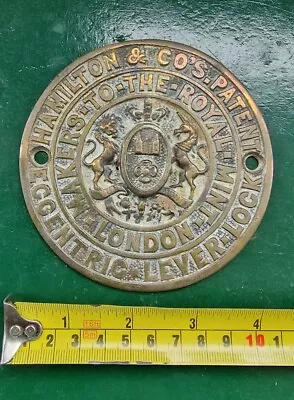 HAMILTON & CO'S. PATENT
ECCENTRIC. LEVER. LOCK
MAKERS·TO·THE·ROYAL·MINT
·LONDON·
1 2 3 4
1 2 3 4 5 6 7 8 9 10